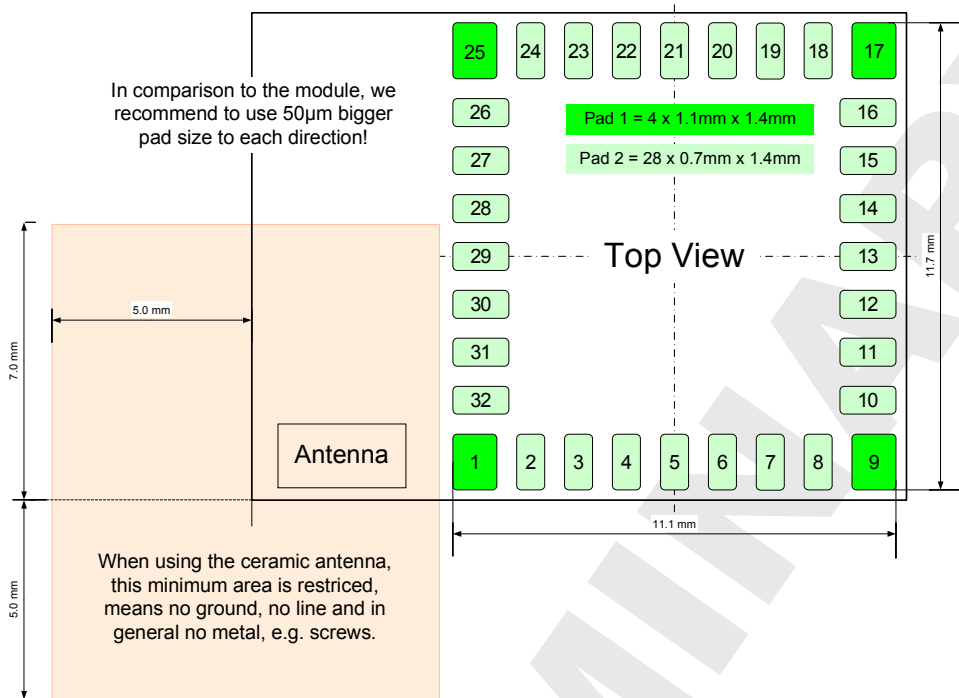 25 24 23 22 21 20 19 18 17
In comparison to the module, we
recommend to use 50µm bigger
pad size to each direction!
26
Pad 1 = 4 x 1.1mm x 1.4mm
16
27
Pad 2 = 28 x 0.7mm x 1.4mm
15
28
14
29
Top View
13
11.7 mm
5.0 mm
30
12
7.0 mm
31
11
32
10
Antenna
1 2 3 4 5 6 7 8 9
11.1 mm
When using the ceramic antenna,
this minimum area is restriced,
means no ground, no line and in
general no metal, e.g. screws.
5.0 mm